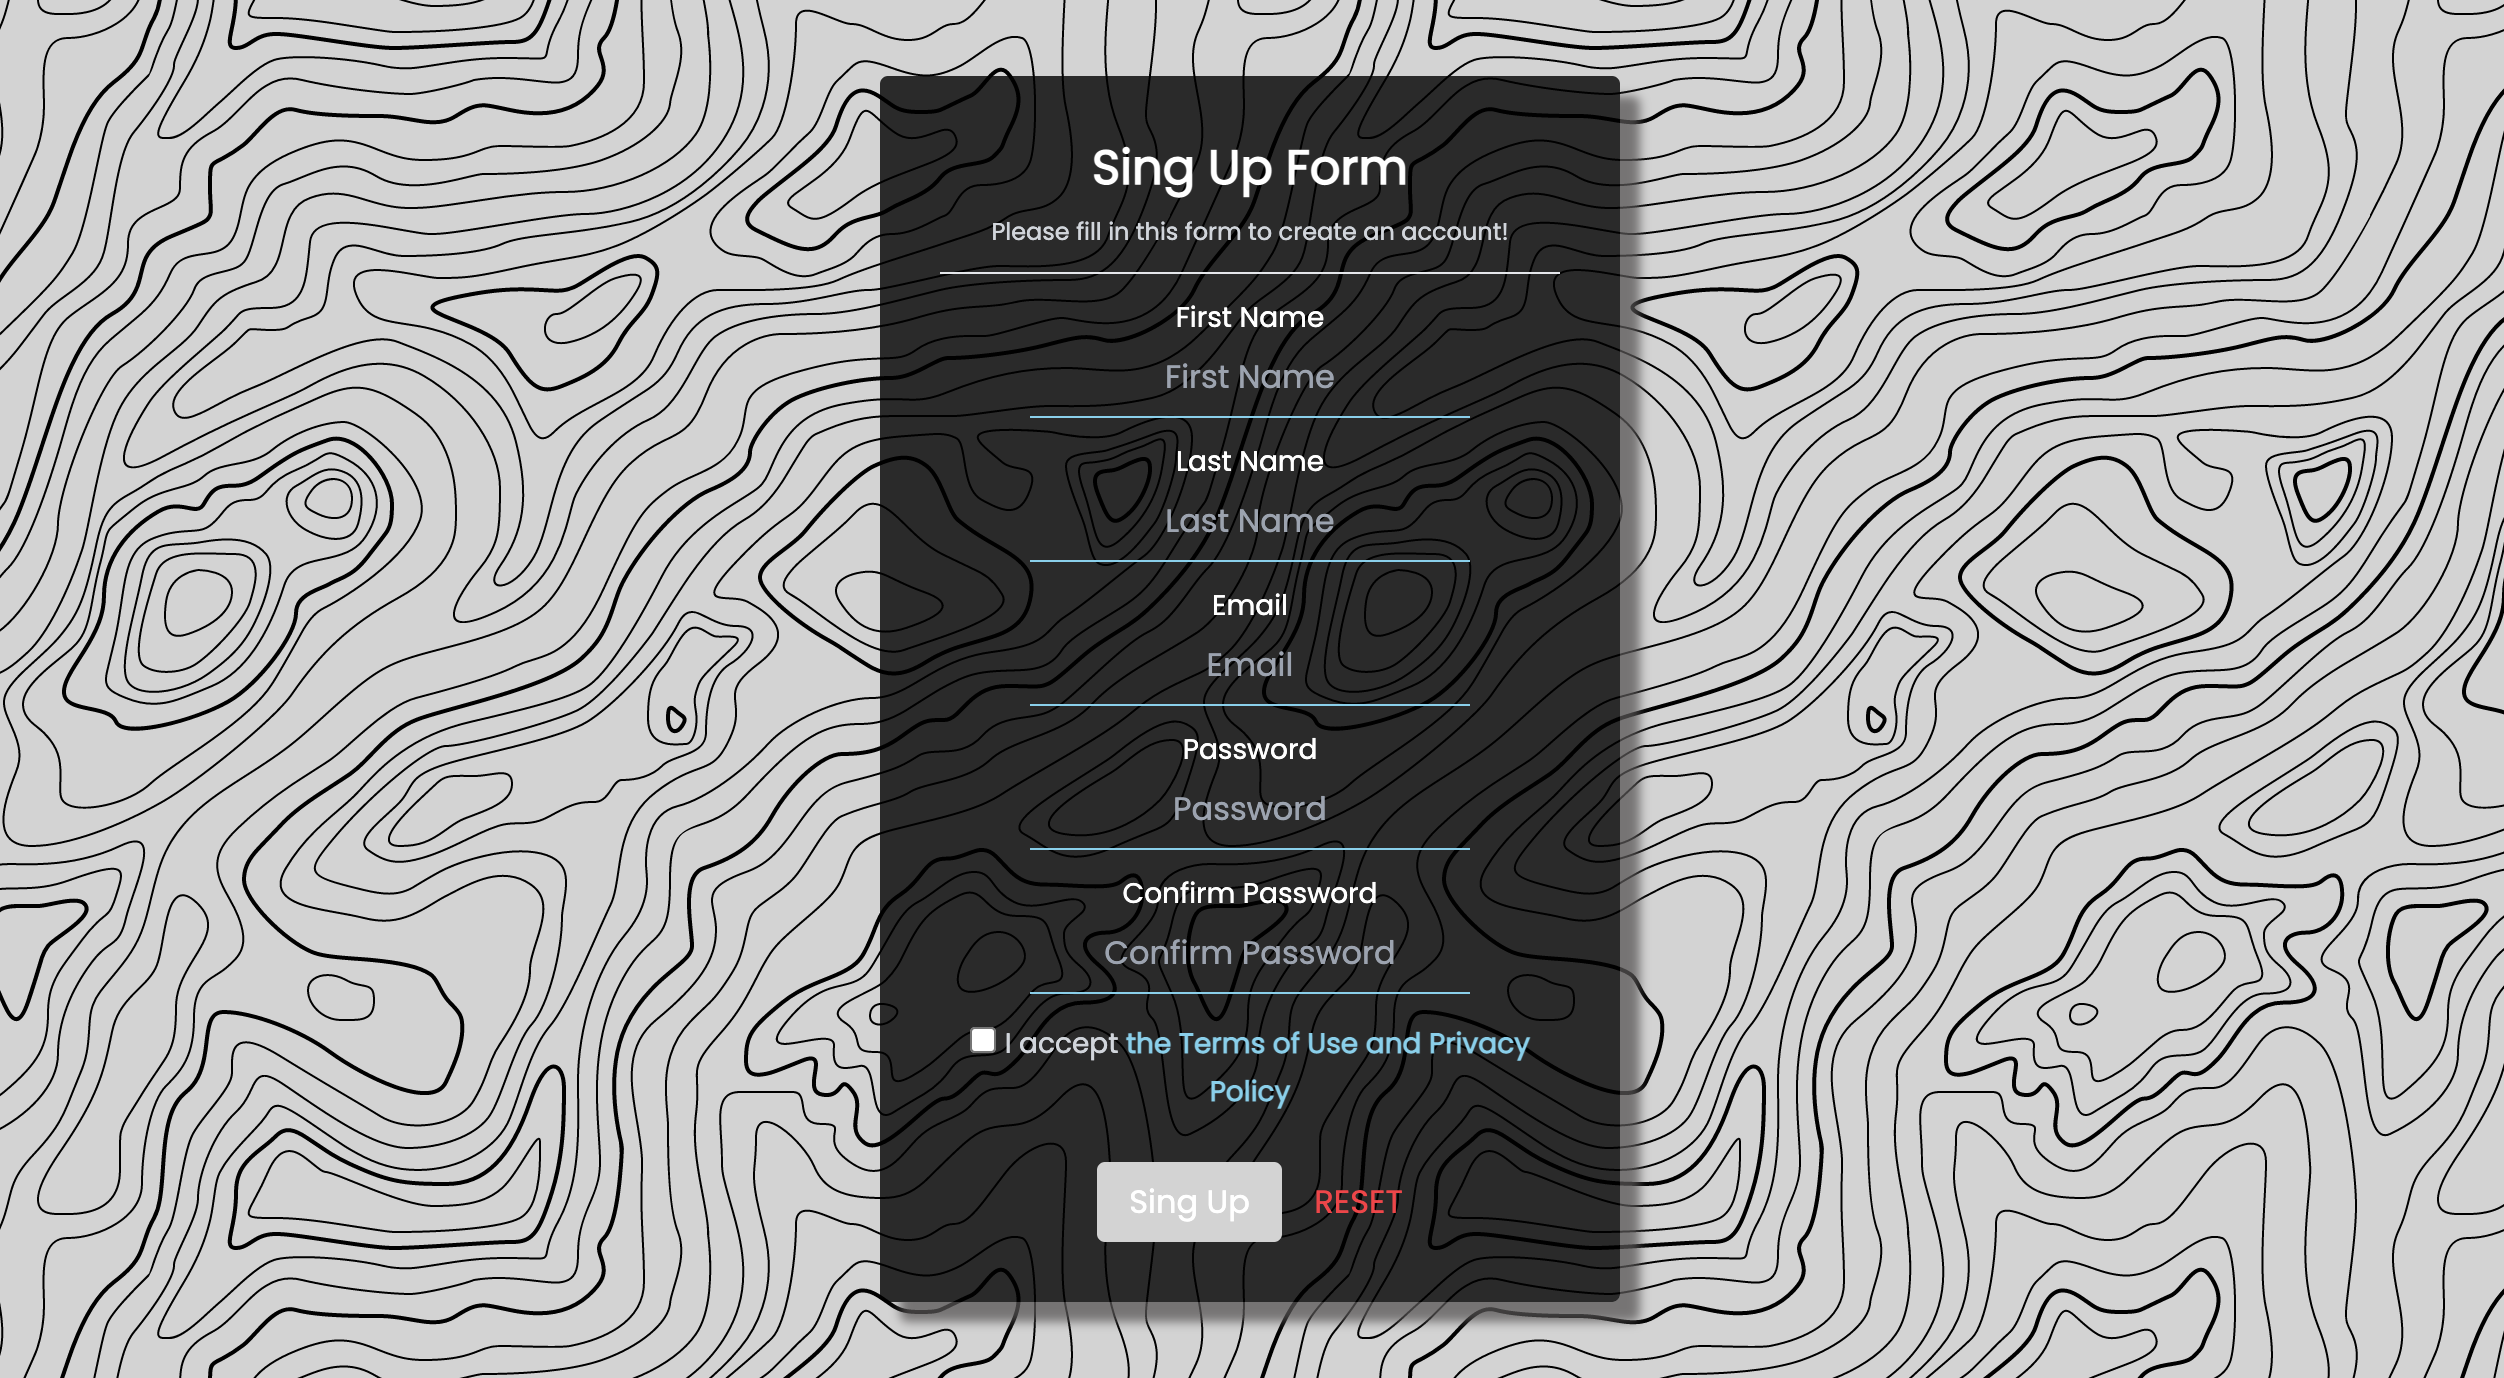 Sing Up Form
Please fill in this form to create an account!
First Name
First Name
Last Name
Last Name
Email
Email
Password
Password
Confirm Password
Confirm Password
I accept the Terms of Use and Privacy
Policy
Sing Up RESET